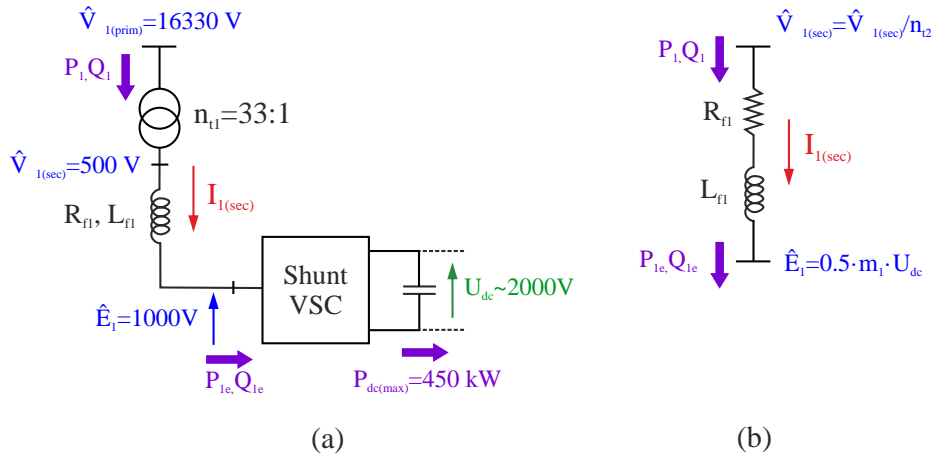 V̂ 1(prim)=16330 V
P1,Q1
nt1=33:1
V̂ 1(sec)=500 V
I1(sec)
Rf1, Lf1
Shunt
VSC
Udc~2000V
Ê1=1000V
P1e,Q1e
Pdc(max)=450 kW
(a)
V̂ 1(sec)=V̂ 1(sec)/nt2
P1,Q1
Rf1
I1(sec)
Lf1
P1e,Q1e
Ê1=0.5·m1·Udc
(b)